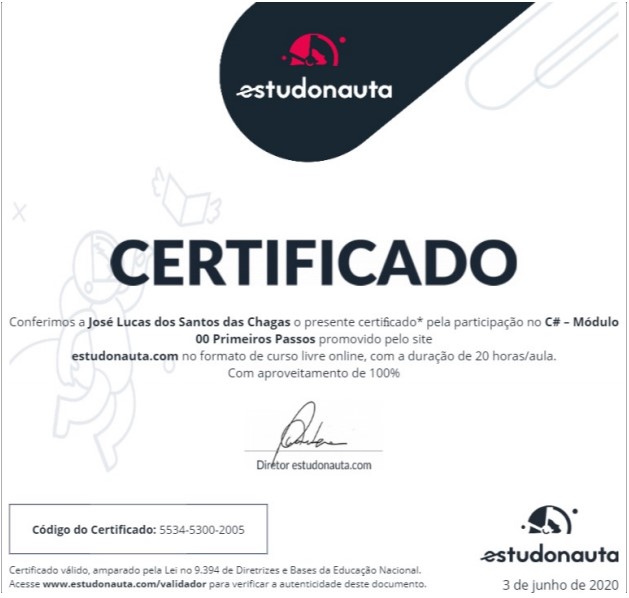 estudonauta
CERTIFICADO
Conferimos a José Lucas dos Santos das Chagas o presente certificado* pela participação no C# – Módulo
00 Primeiros Passos promovido pelo site
estudonauta.com no formato de curso livre online, com a duração de 20 horas/aula.
Com aproveitamento de 100%
Diretor estudonauta.com
Código do Certificado: 5534-5300-2005
estudonauta
Certificado válido, amparado pela Lei no 9.394 de Diretrizes e Bases da Educação Nacional.
Acesse www.estudonauta.com/validador para verificar a autenticidade deste documento.
3 de junho de 2020